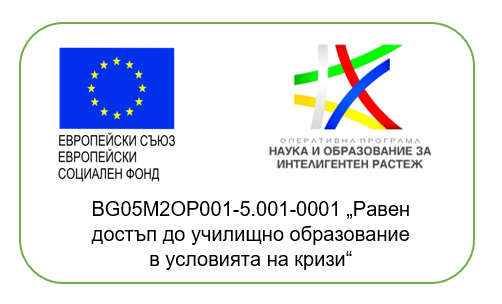 ЕВРОПЕЙСКИ СЪЮЗ
ЕВРОПЕЙСКИ
СОЦИАЛЕН ФОНД
ОПЕРАТИВНА ПРОГРАМА
НАУКА И ОБРАЗОВАНИЕ ЗА
ИНТЕЛИГЕНТЕН РАСТЕЖ
BG05M2OP001-5.001-0001 „Равен
достъп до училищно образование
в условията на кризи“